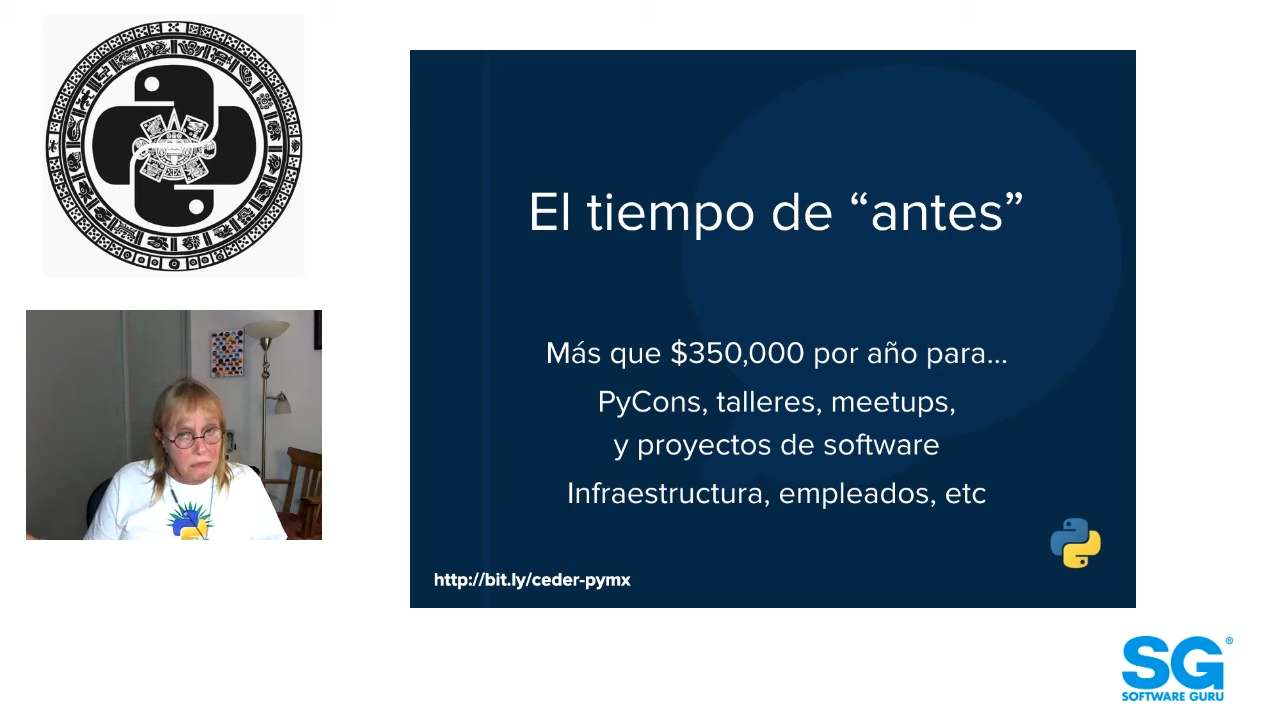 El tiempo de “antes”
Más que $350,000 por año para...
PyCons, talleres, meetups,
y proyectos de software
Infraestructura, empleados, etc
http://bit.ly/ceder-pymx
SG®
SOFTWARE GURU